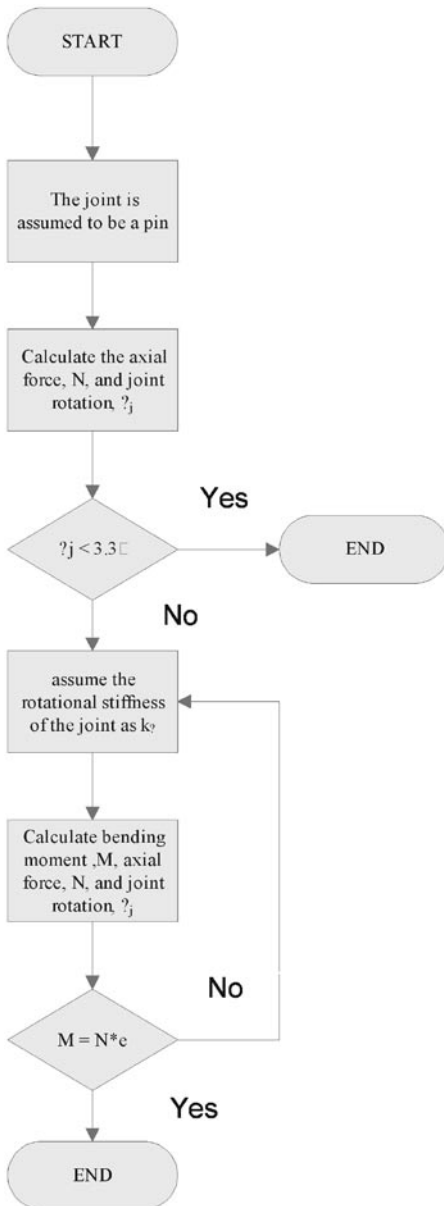 START
The joint is
assumed to be a pin
Calculate the axial
force, N, and joint
rotation, ?j
Yes
?j < 3.3□
END
No
assume the
rotational stiffness
of the joint as k?
Calculate bending
moment ,M, axial
force, N, and joint
rotation, ?j
No
M = N*e
Yes
END